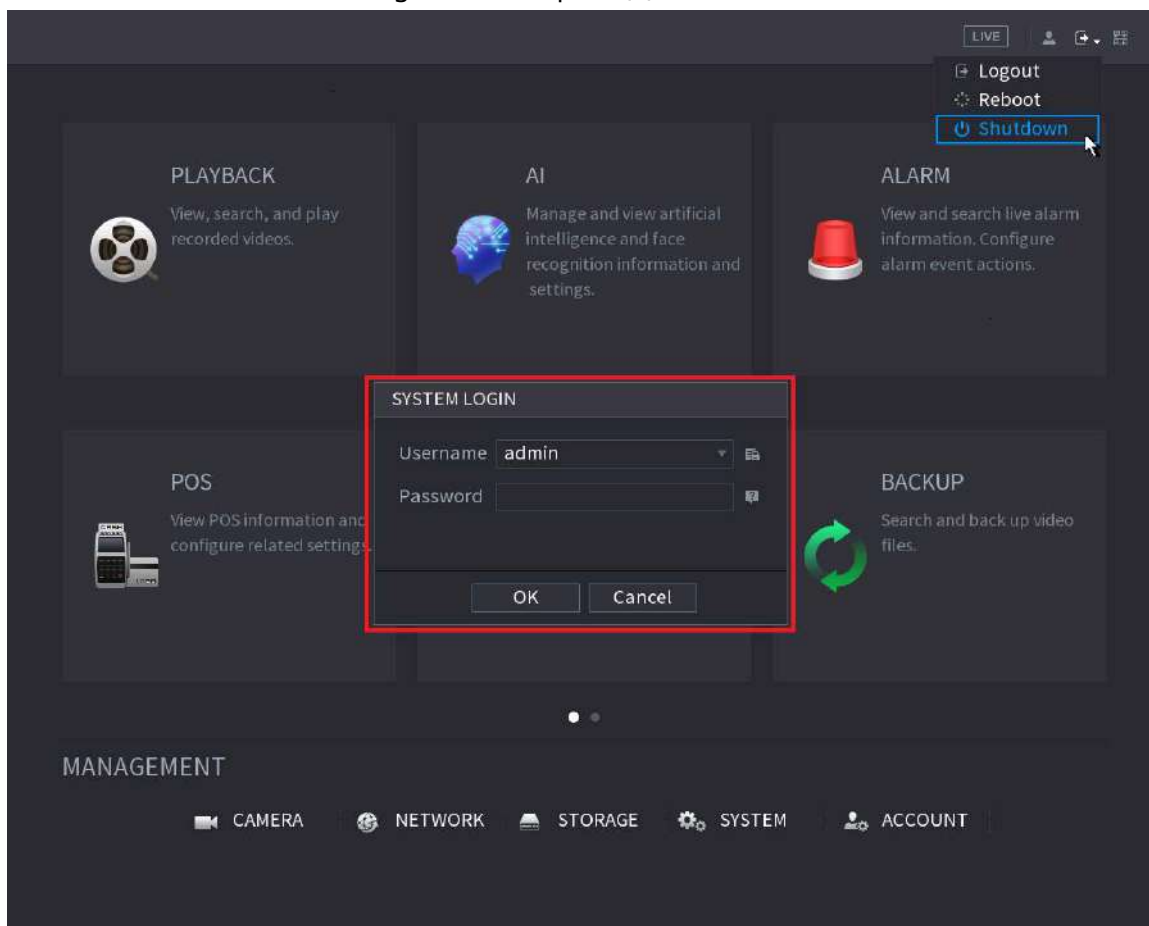 LIVE
Logout
Reboot
Shutdown
PLAYBACK
View, search, and play
recorded videos.
AI
Manage and view artificial
intelligence and face
recognition information and
settings.
ALARM
View and search live alarm
information. Configure
alarm event actions.
SYSTEM LOGIN
Username admin
Password
OK Cancel
POS
View POS information and
configure related settings.
BACKUP
Search and back up video
files.
MANAGEMENT
CAMERA NETWORK STORAGE SYSTEM ACCOUNT